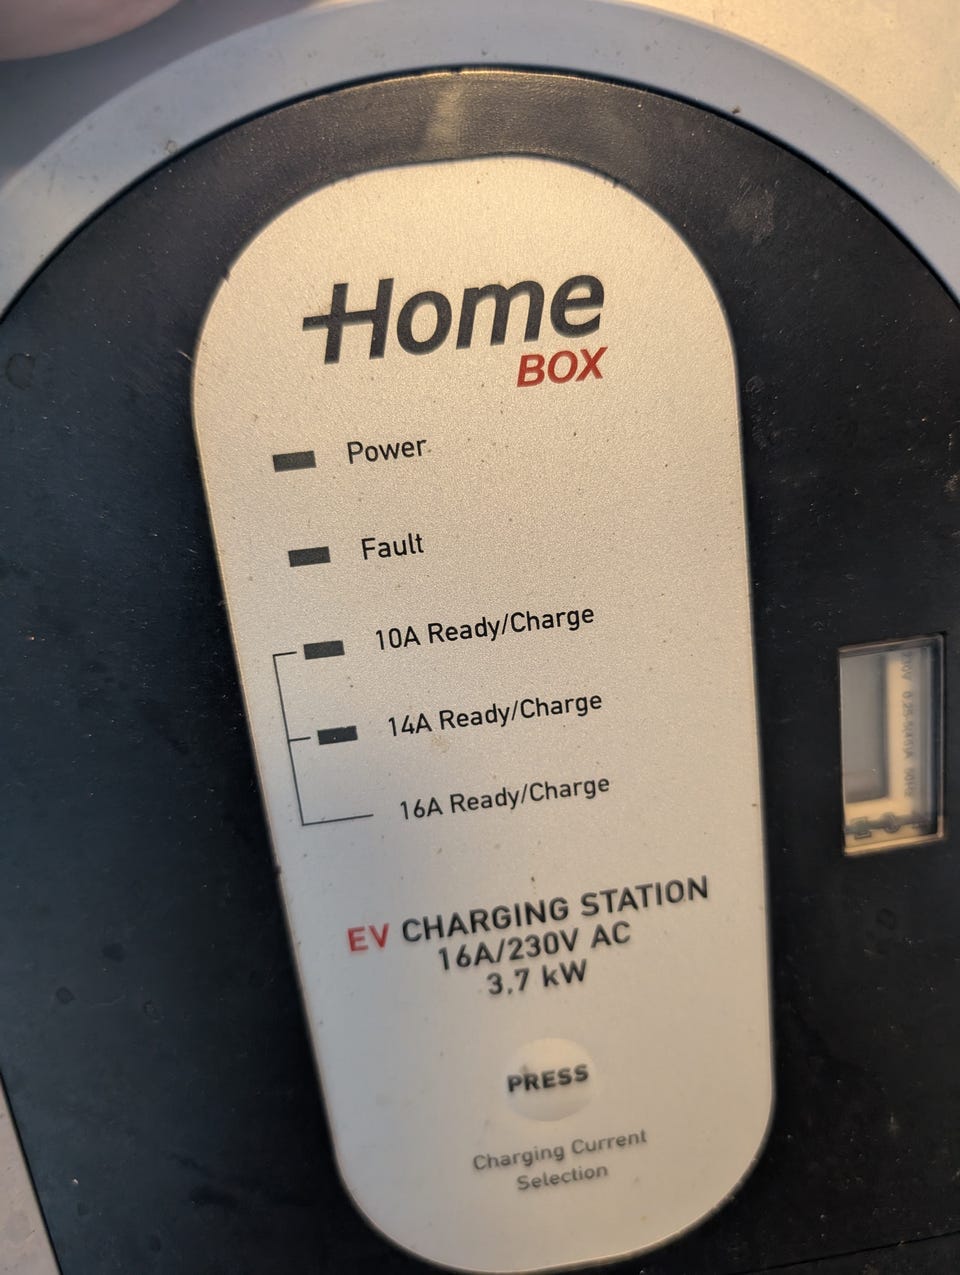 Home
BOX
Power
Fault
10A Ready/Charge
14A Ready/Charge
16A Ready/Charge
EV CHARGING STATION
16A/230V AC
3,7 kW
PRESS
Charging Current
Selection